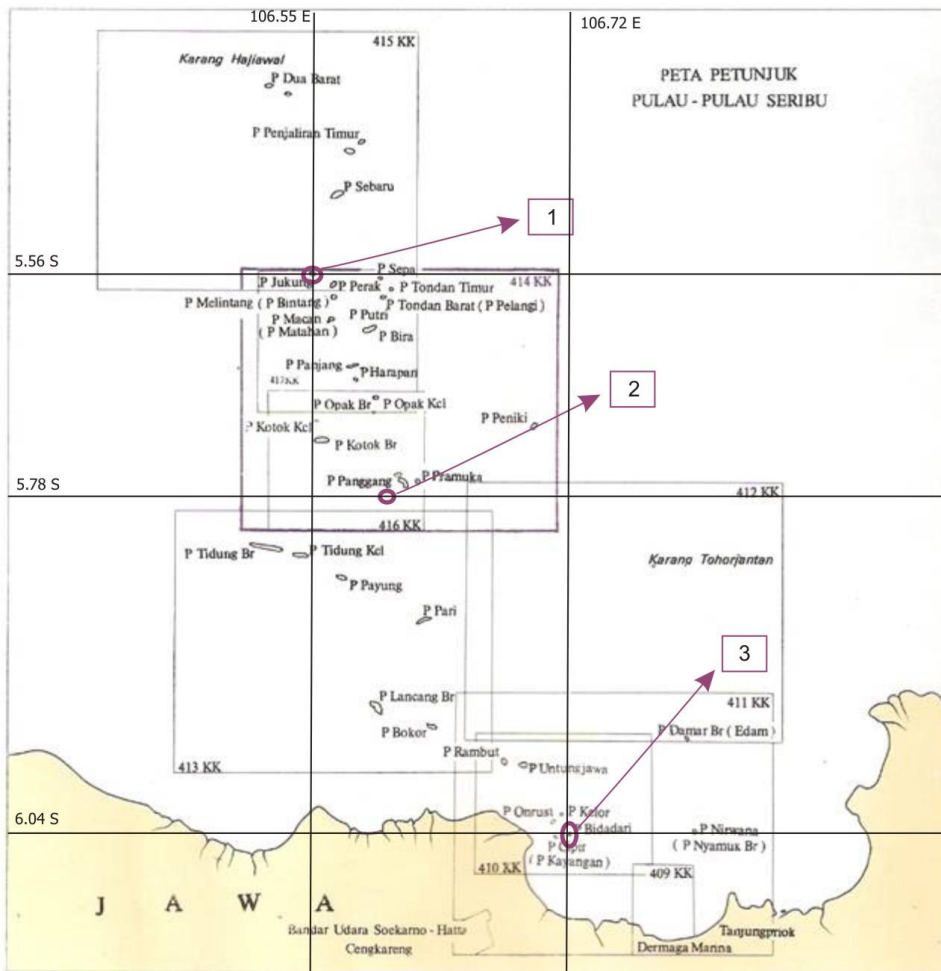 106.55 E
106.72 E
415 KK
Karang Hajiawal
P Dua Barat
PETA PETUNJUK
PULAU - PULAU SERIBU
P Penjaliran Timur
P Sebaru
1
5.56 S
P Sepa
P Jukung
P Perak
P Tondan Timur
414 KK
P Melintang ( P Bintang )
P Tondan Barat ( P Pelangi )
P Macan
P Putri
( P Matahan )
P Bira
P Panjang
P Harapan
2
417 KK
P Opak Br
P Opak Kcl
P Kotok Kcl
P Peniki
P Kotok Br
P Panggang
P Pramuka
5.78 S
412 KK
416 KK
P Tidung Br
P Tidung Kcl
Karang Tohorjantan
P Payung
P Pari
3
P Lancang Br
411 KK
P Bokor
P Damar Br ( Edam )
P Rambut
P Untungjawa
413 KK
P Onrust
P Kelor
6.04 S
P Bidadari
P Nirwana
P Cipir
( P Nyamuk Br )
( P Kayangan )
410 KK
409 KK
J A W A
Bandar Udara Soekarno - Hatta
Cengkareng
Tanjungpriok
Dermaga Marina